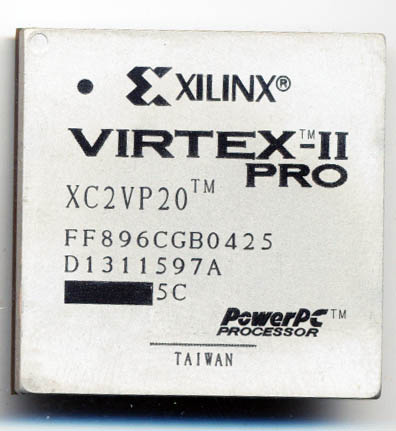 XILINX®
VIRTEX™-II
PRO
XC2VP20™
FF896CGB0425
D1311597A
5C
PowerPC™
PROCESSOR
TAIWAN